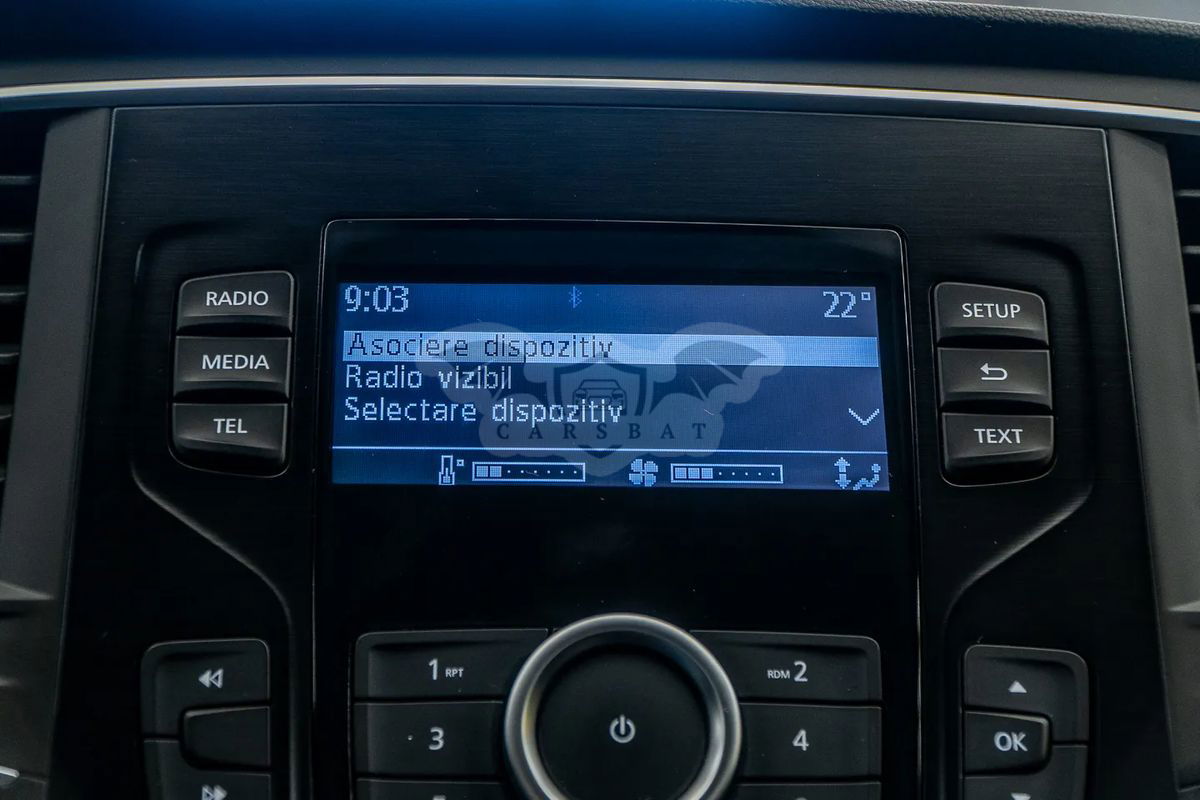 9:03 22°
Asociere dispozitiv
Radio vizibil
Selectare dispozitiv
CARSBAT
RADIO
MEDIA
TEL
SETUP
TEXT
1 RPT
RDM 2
3
4
OK